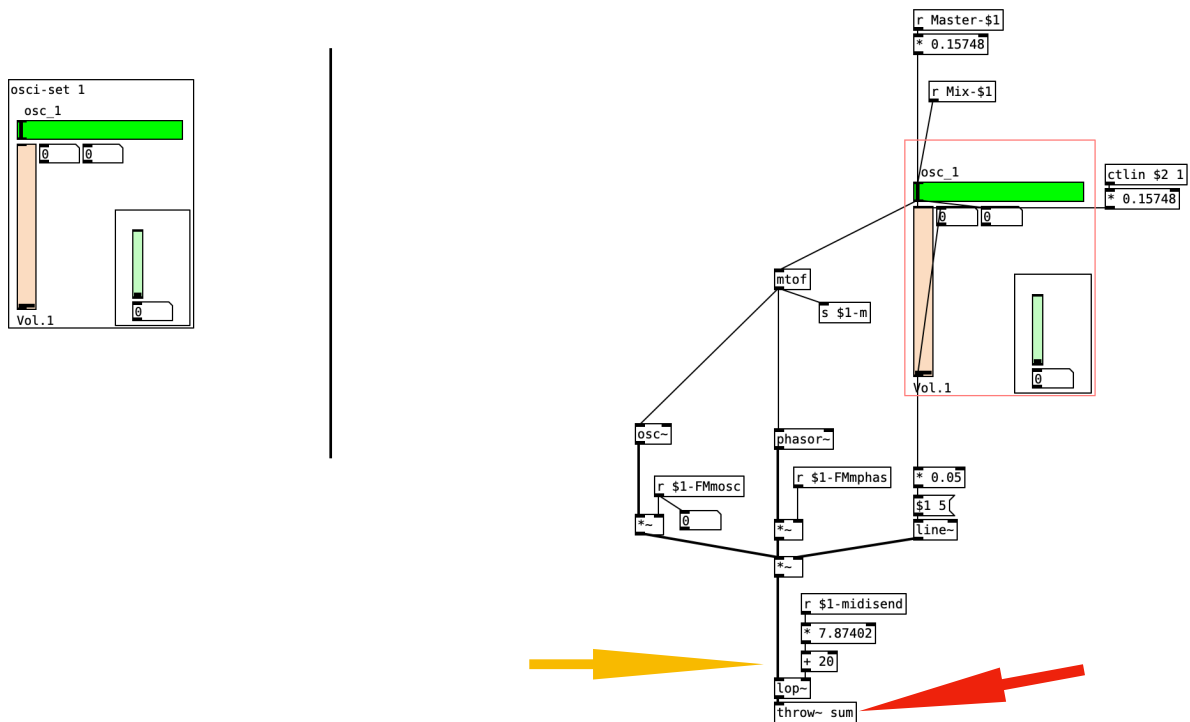 osci-set 1
osc_1
0
0
0
Vol.1
r Master-$1
* 0.15748
r Mix-$1
osc_1
ctlin $2 1
* 0.15748
0
0
mtof
s $1-m
0
Vol.1
osc~
phasor~
r $1-FMmosc
r $1-FMmphas
* 0.05
$1 5
*~
0
*~
line~
*~
r $1-midisend
* 7.87402
+ 20
lop~
throw~ sum